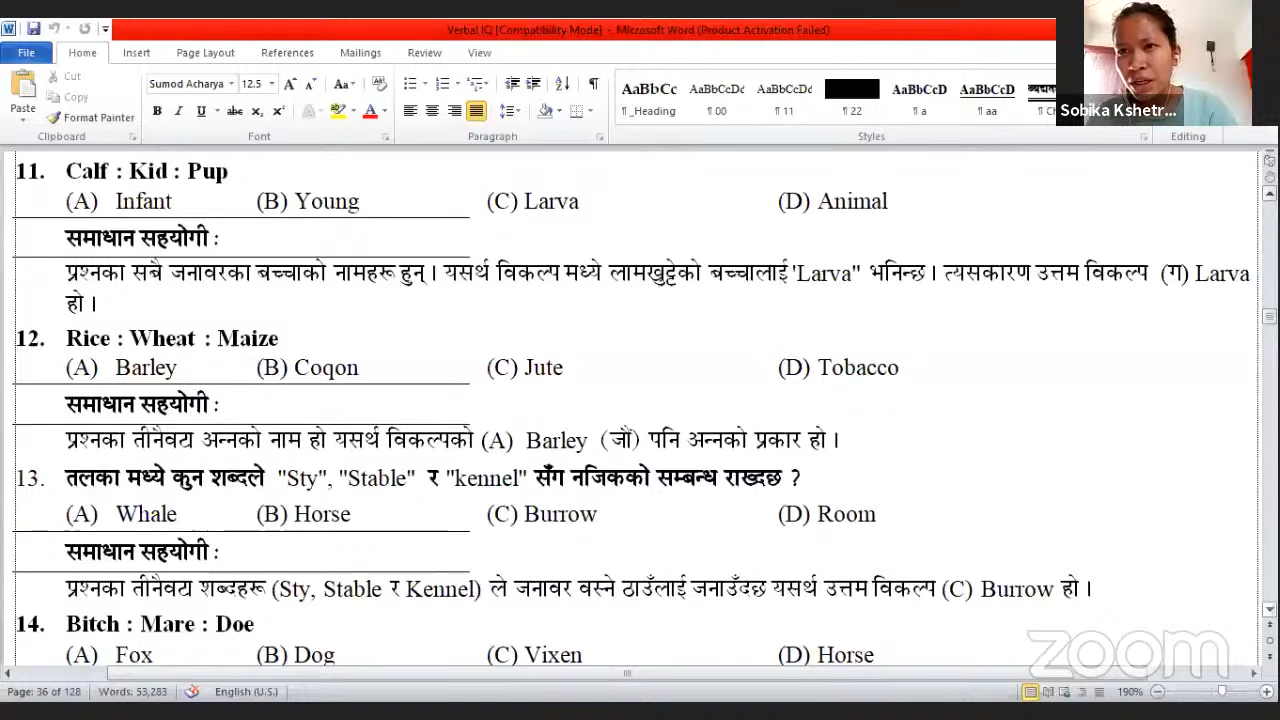 Verbal IQ [Compatibility Mode] - Microsoft Word (Product Activation Failed)
File Home Insert Page Layout References Mailings Review View
Cut
Copy
Paste Format Painter
Clipboard
Sumod Acharya 12.5
Font
Paragraph
AaBbCc AaBbCcDc AaBbCcDd AaBbCcD AaBbCcD
¶ _Heading ¶ 00 ¶ 11 ¶ 22 ¶ a ¶ aa
Styles
Editing
Sobika Kshetr...
11. Calf : Kid : Pup
(A) Infant (B) Young (C) Larva (D) Animal
समाधान सहयोगी :
प्रश्नका सबै जनावरका बच्चाको नामहरू हुन् । यसर्थ विकल्प मध्ये लामखुट्टेको बच्चालाई 'Larva" भनिन्छ । त्यसकारण उत्तम विकल्प (ग) Larva
हो ।
12. Rice : Wheat : Maize
(A) Barley (B) Coqon (C) Jute (D) Tobacco
समाधान सहयोगी :
प्रश्नका तीनैवटा अन्नको नाम हो यसर्थ विकल्पको (A) Barley (जौं) पनि अन्नको प्रकार हो ।
13. तलका मध्ये कुन शब्दले "Sty", "Stable" र "kennel" सँग नजिकको सम्बन्ध राख्दछ ?
(A) Whale (B) Horse (C) Burrow (D) Room
समाधान सहयोगी :
प्रश्नका तीनैवटा शब्दहरू (Sty, Stable र Kennel) ले जनावर वस्ने ठाउँलाई जनाउँदछ यसर्थ उत्तम विकल्प (C) Burrow हो ।
14. Bitch : Mare : Doe
(A) Fox (B) Dog (C) Vixen (D) Horse
zoom
Page: 36 of 128 Words: 53,283 English (U.S.) 190%